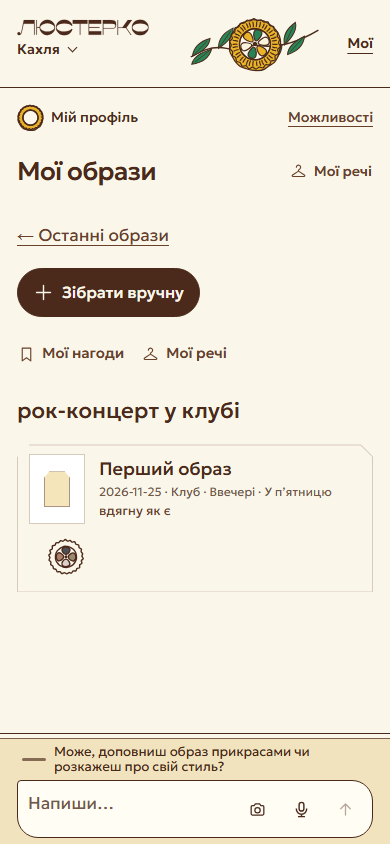 ЛЮСТЕРКО
Кахля
Мої
Мій профіль
Можливості
Мої образи
Мої речі
← Останні образи
Зібрати вручну
Мої нагоди
Мої речі
рок-концерт у клубі
Перший образ
2026-11-25 · Клуб · Ввечері · У п’ятницю
вдягну як є
Може, доповниш образ прикрасами чи
розкажеш про свій стиль?
Напиши…